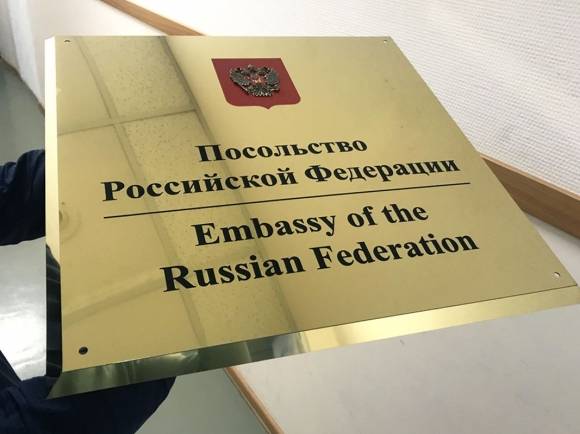 Посольство
Российской Федерации
Embassy of the
Russian Federation